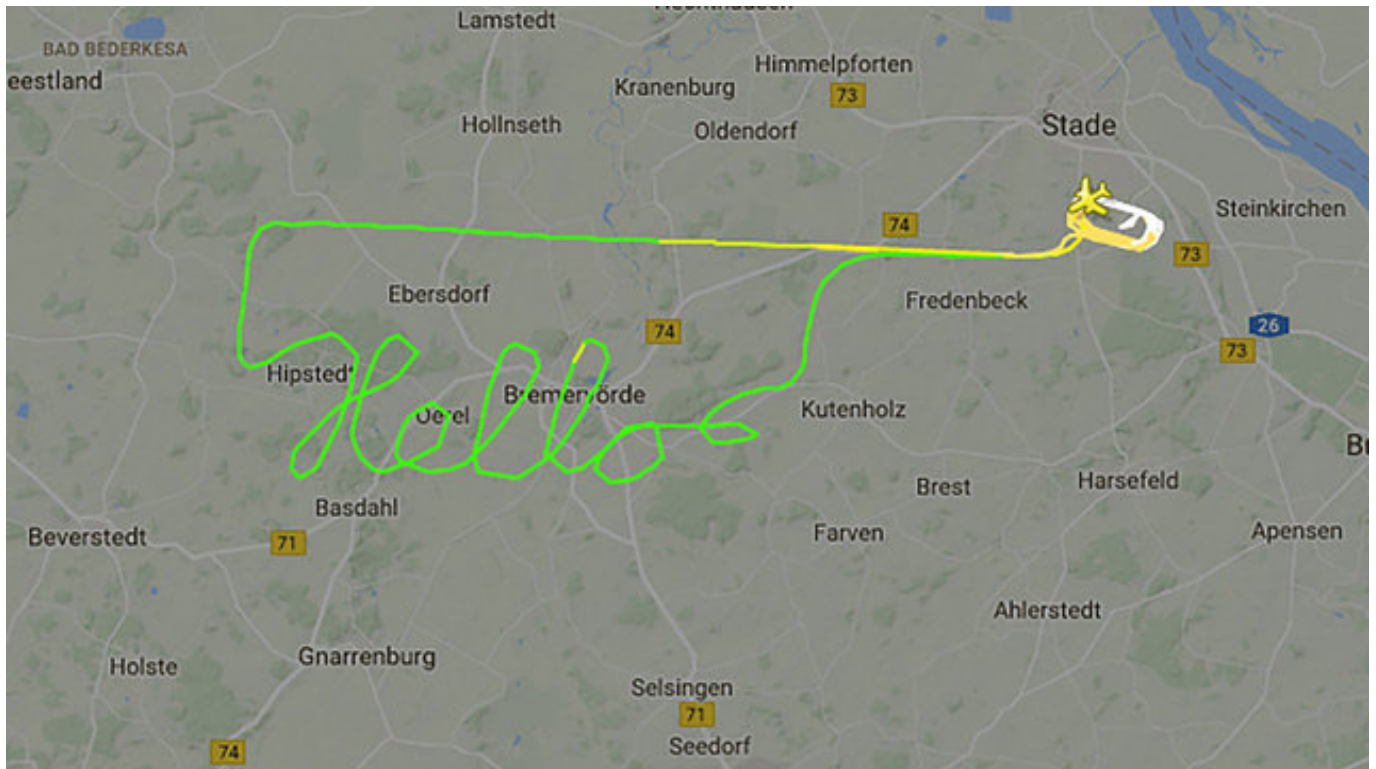 Lamstedt
BAD BEDERKESA
eestland
Himmelpforten
Kranenburg
73
Hollnseth
Oldendorf
Stade
Steinkirchen
74
73
Ebersdorf
Fredenbeck
74
26
73
Hipsted
Hello
Bremervörde
Oerel
Kutenholz
Harsefeld
Brest
Basdahl
Farven
Apensen
Beverstedt
71
Ahlerstedt
Gnarrenburg
Holste
Selsingen
71
Seedorf
74